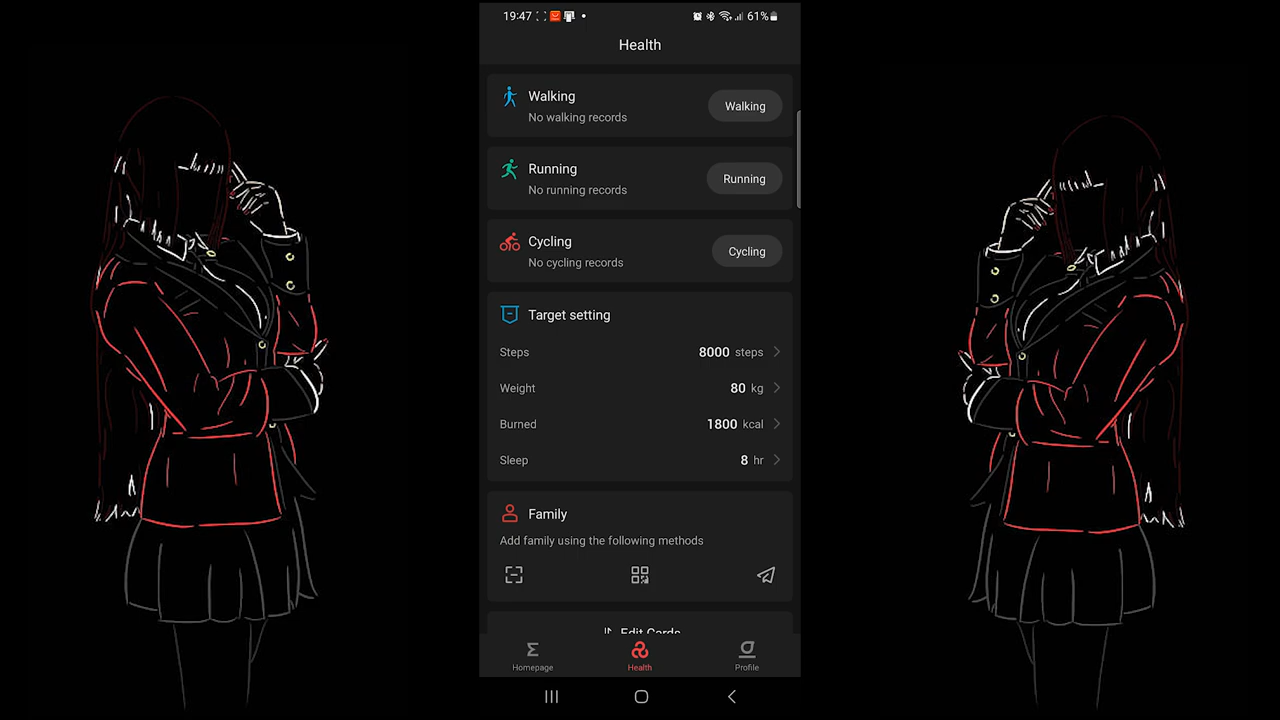 19:47 61%
Health
Walking
No walking records
Walking
Running
No running records
Running
Cycling
No cycling records
Cycling
Target setting
Steps 8000 steps
Weight 80 kg
Burned 1800 kcal
Sleep 8 hr
Family
Add family using the following methods
Edit Cards
Homepage Health Profile